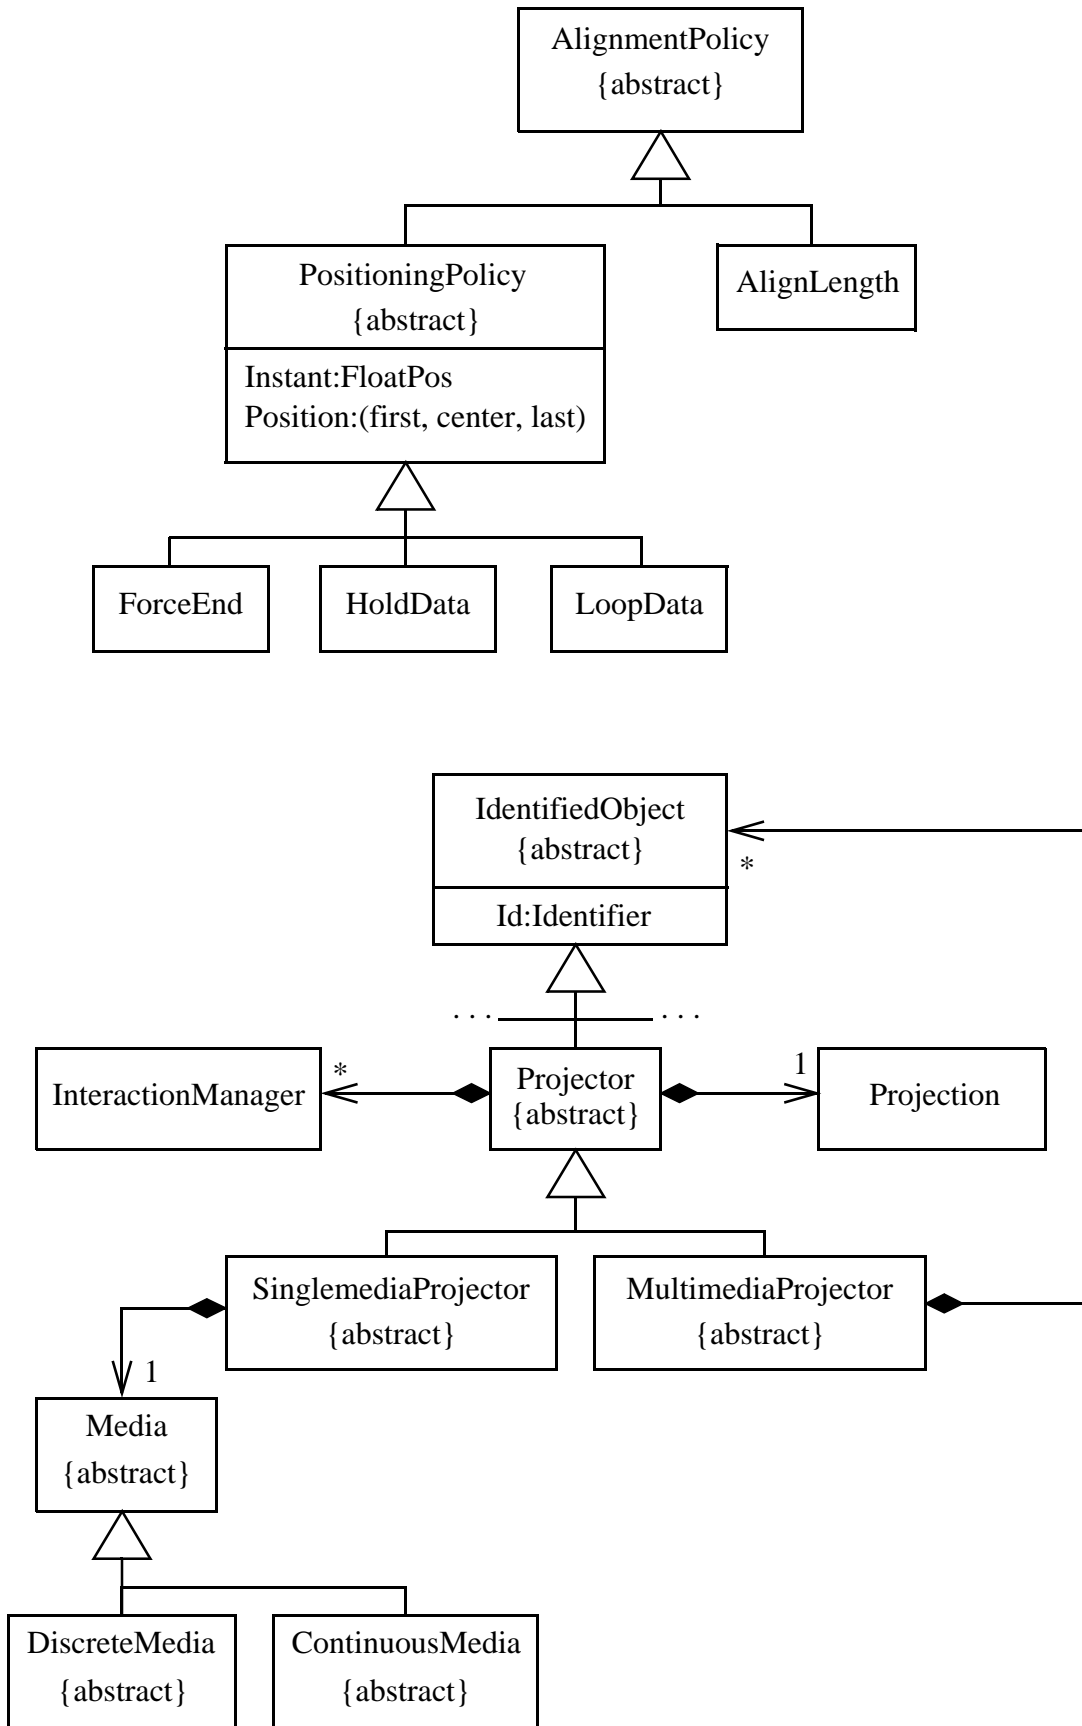 AlignmentPolicy
{abstract}
PositioningPolicy
{abstract}
AlignLength
Instant:FloatPos
Position:(first, center, last)
ForceEnd
HoldData
LoopData
IdentifiedObject
{abstract}
*
Id:Identifier
. . .
. . .
InteractionManager
*
Projector
{abstract}
1
Projection
SinglemediaProjector
{abstract}
MultimediaProjector
{abstract}
1
Media
{abstract}
DiscreteMedia
{abstract}
ContinuousMedia
{abstract}